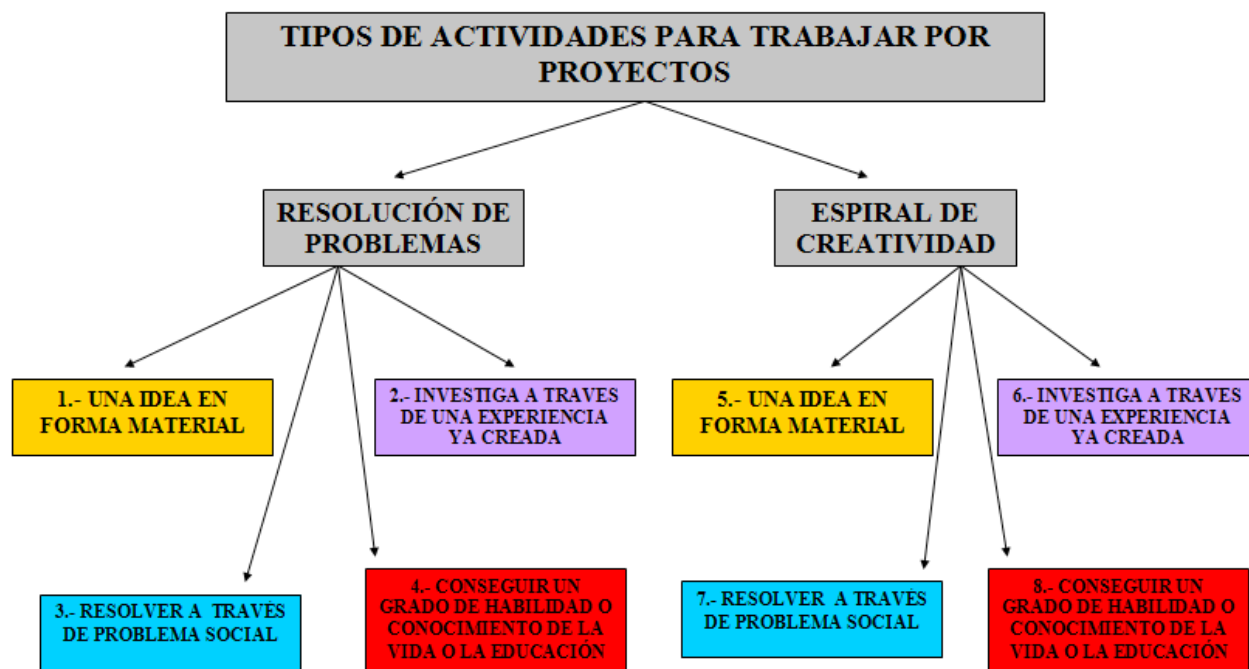 TIPOS DE ACTIVIDADES PARA TRABAJAR POR
PROYECTOS
RESOLUCIÓN DE
PROBLEMAS
ESPIRAL DE
CREATIVIDAD
1.- UNA IDEA EN
FORMA MATERIAL
2.- INVESTIGA A TRAVES
DE UNA EXPERIENCIA
YA CREADA
5.- UNA IDEA EN
FORMA MATERIAL
6.- INVESTIGA A TRAVES
DE UNA EXPERIENCIA
YA CREADA
3.- RESOLVER A TRAVÉS
DE PROBLEMA SOCIAL
4.- CONSEGUIR UN
GRADO DE HABILIDAD O
CONOCIMIENTO DE LA
VIDA O LA EDUCACIÓN
7.- RESOLVER A TRAVÉS
DE PROBLEMA SOCIAL
8.- CONSEGUIR UN
GRADO DE HABILIDAD O
CONOCIMIENTO DE LA
VIDA O LA EDUCACIÓN